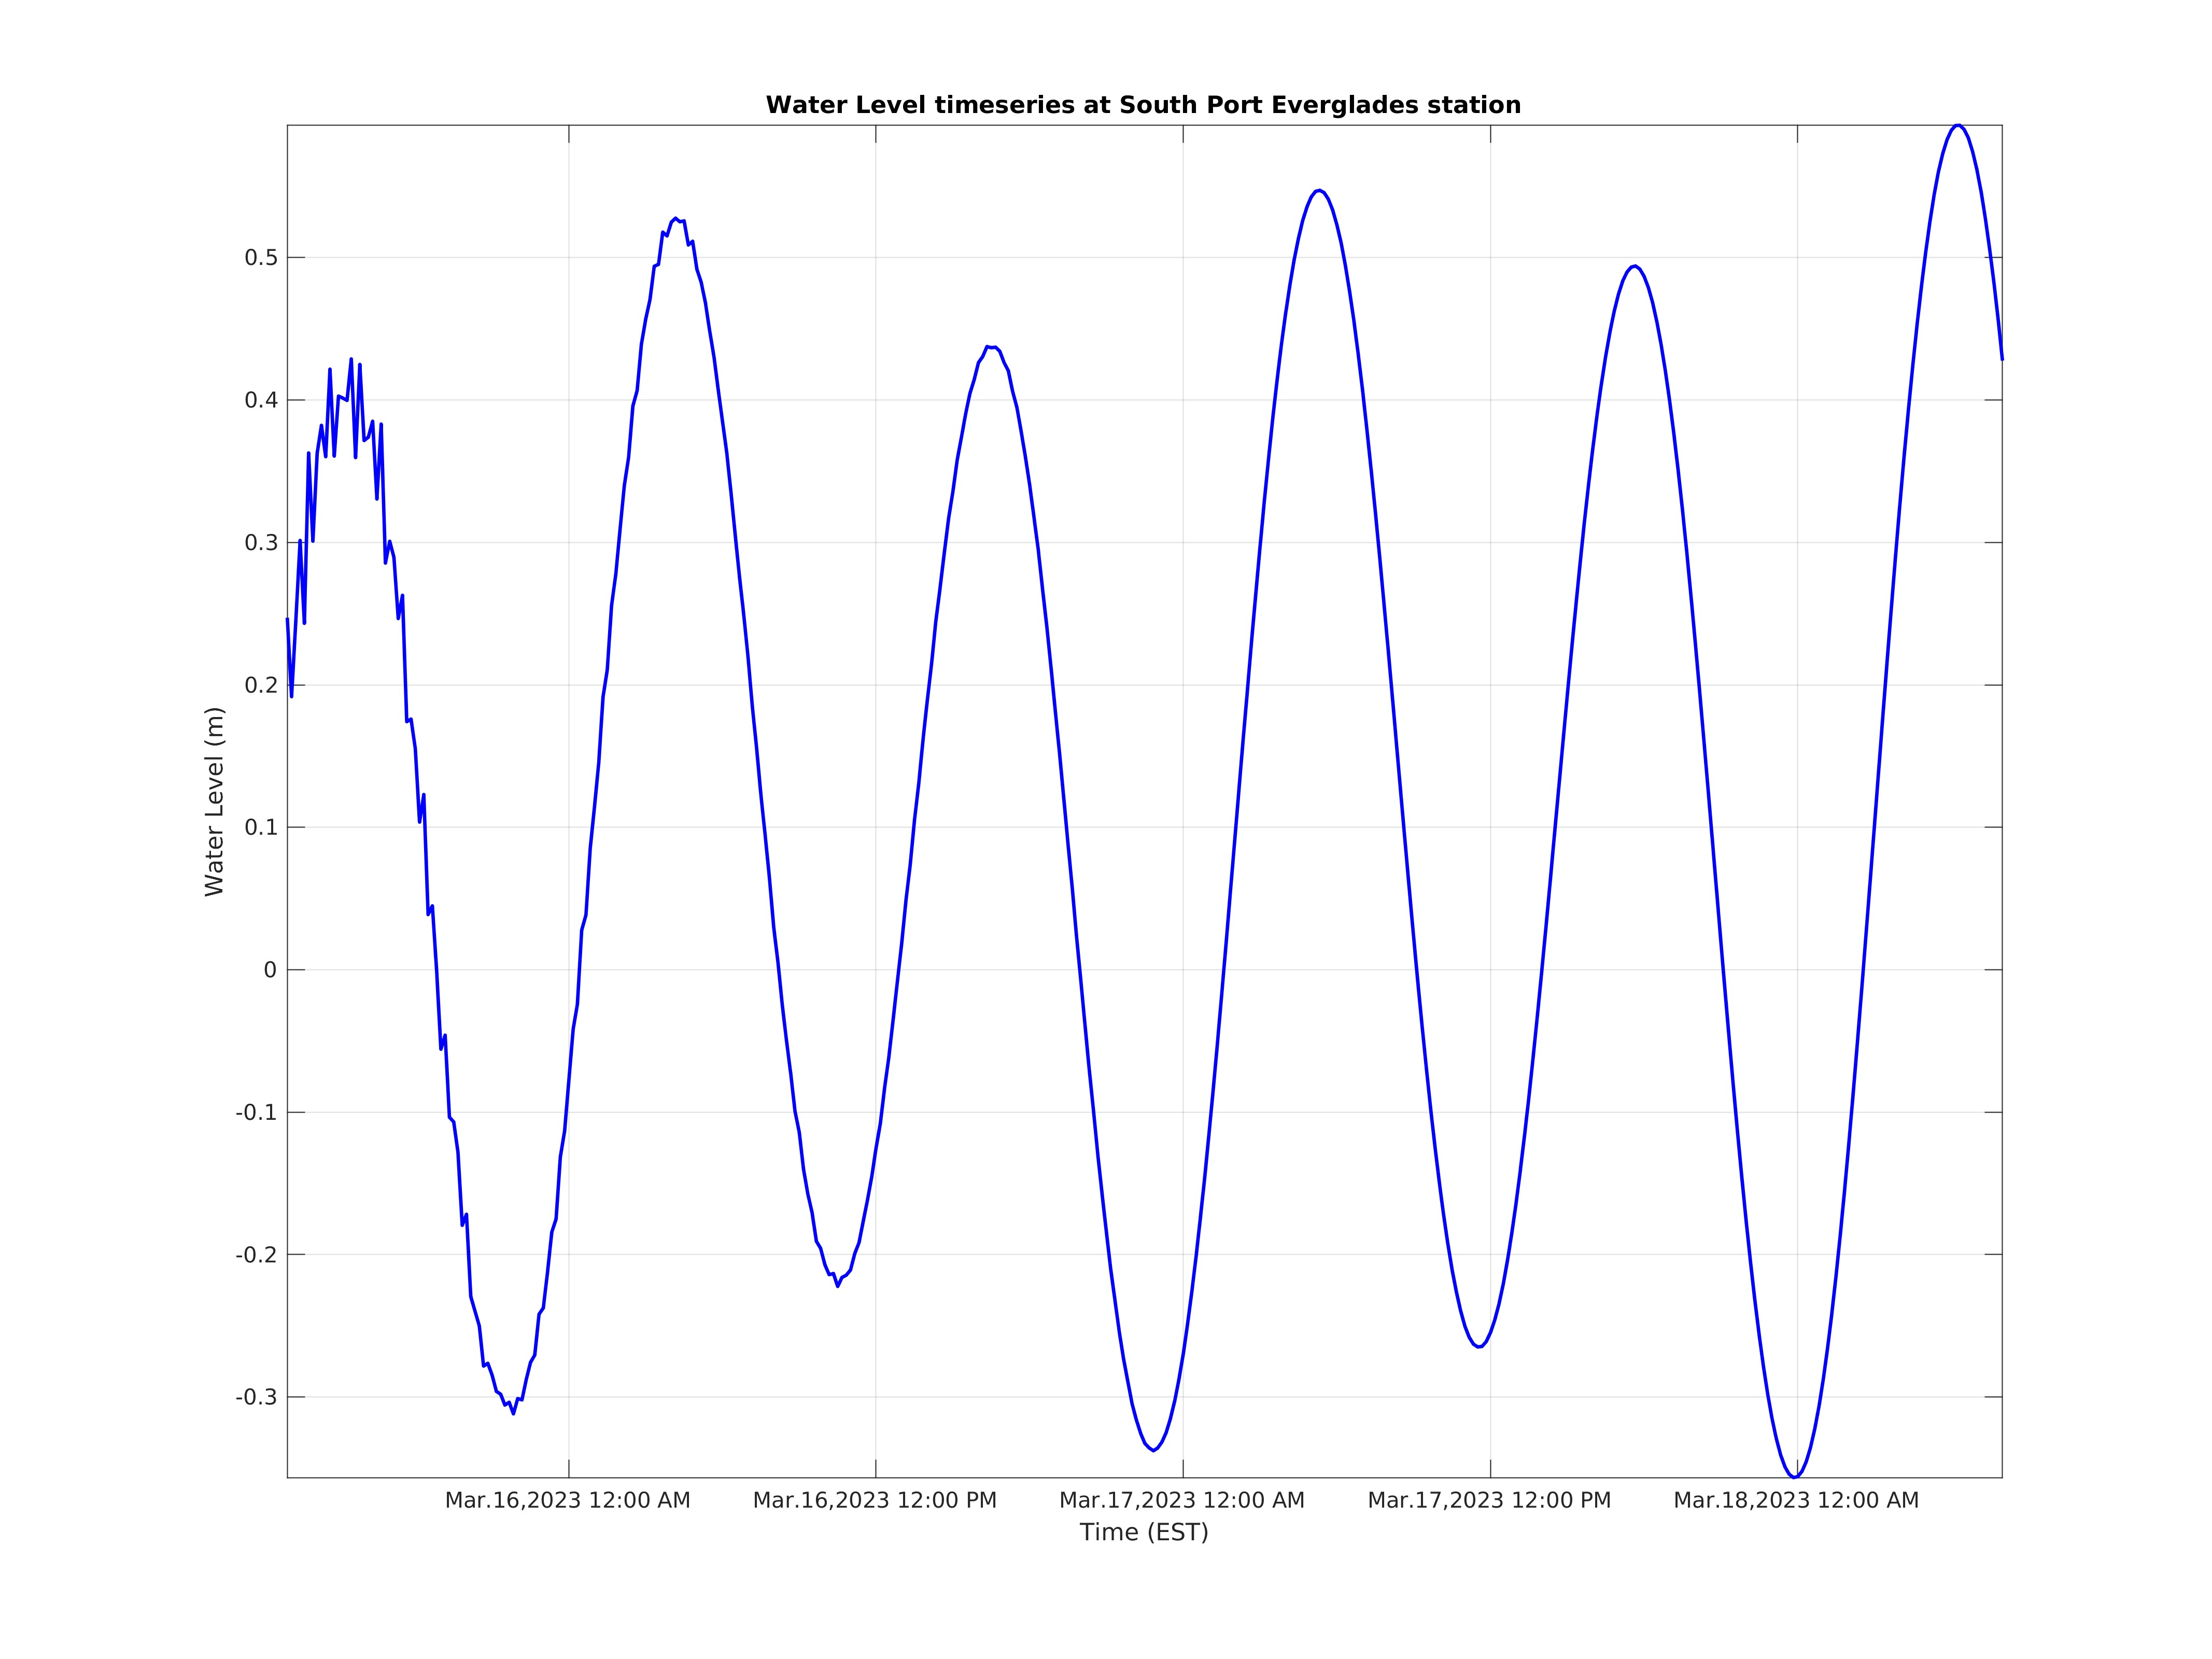 Water Level timeseries at South Port Everglades station
0.5
0.4
0.3
0.2
0.1
0
-0.1
-0.2
-0.3
Water Level (m)
Mar.16,2023 12:00 AM Mar.16,2023 12:00 PM Mar.17,2023 12:00 AM Mar.17,2023 12:00 PM Mar.18,2023 12:00 AM
Time (EST)